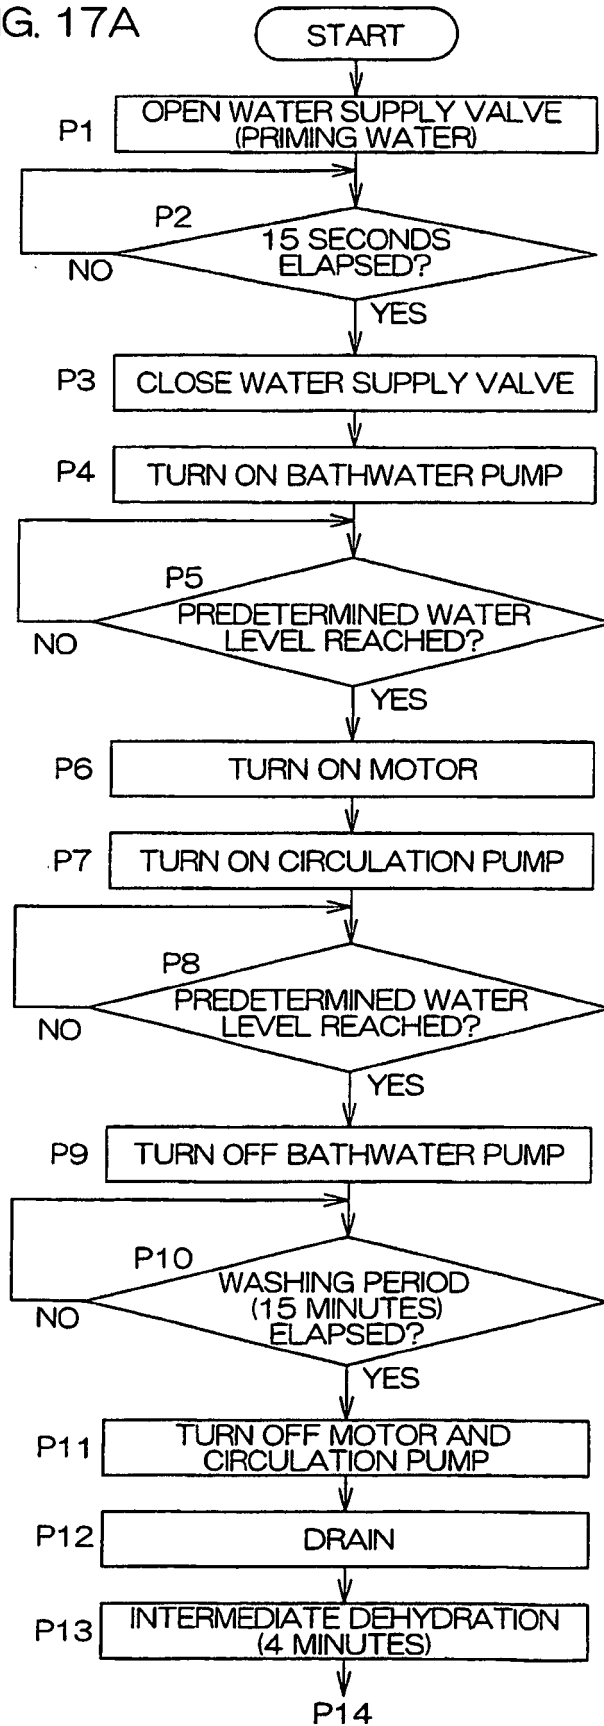 G. 17A
START
P1
OPEN WATER SUPPLY VALVE
(PRIMING WATER)
P2
15 SECONDS
ELAPSED?
NO
YES
P3
CLOSE WATER SUPPLY VALVE
P4
TURN ON BATHWATER PUMP
P5
PREDETERMINED WATER
LEVEL REACHED?
NO
YES
P6
TURN ON MOTOR
P7
TURN ON CIRCULATION PUMP
P8
PREDETERMINED WATER
LEVEL REACHED?
NO
YES
P9
TURN OFF BATHWATER PUMP
P10
WASHING PERIOD
(15 MINUTES)
ELAPSED?
NO
YES
P11
TURN OFF MOTOR AND
CIRCULATION PUMP
P12
DRAIN
P13
INTERMEDIATE DEHYDRATION
(4 MINUTES)
P14